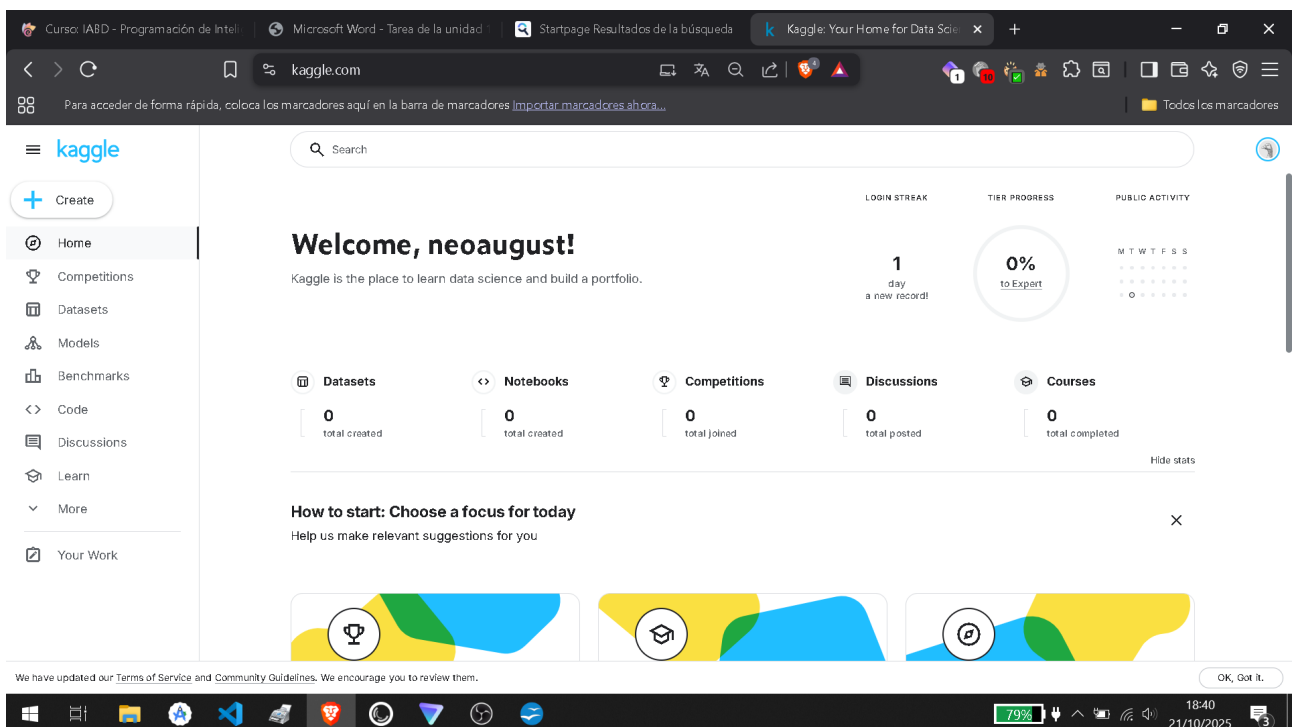 Curso: IABD - Programación de Inteli
Microsoft Word - Tarea de la unidad 1
Startpage Resultados de la búsqueda
Kaggle: Your Home for Data Scie
kaggle.com
4
1
10
Para acceder de forma rápida, coloca los marcadores aquí en la barra de marcadores Importar marcadores ahora...
Todos los marcadores
kaggle
Search
Create
Home
Competitions
Datasets
Models
Benchmarks
Code
Discussions
Learn
More
Your Work
LOGIN STREAK
TIER PROGRESS
PUBLIC ACTIVITY
Welcome, neoaugust!
Kaggle is the place to learn data science and build a portfolio.
1
day
a new record!
0%
to Expert
M T W T F S S
Datasets
0
total created
Notebooks
0
total created
Competitions
0
total joined
Discussions
0
total posted
Courses
0
total completed
Hide stats
How to start: Choose a focus for today
Help us make relevant suggestions for you
We have updated our Terms of Service and Community Guidelines. We encourage you to review them.
OK, Got it.
79%
18:40
21/10/2025
3